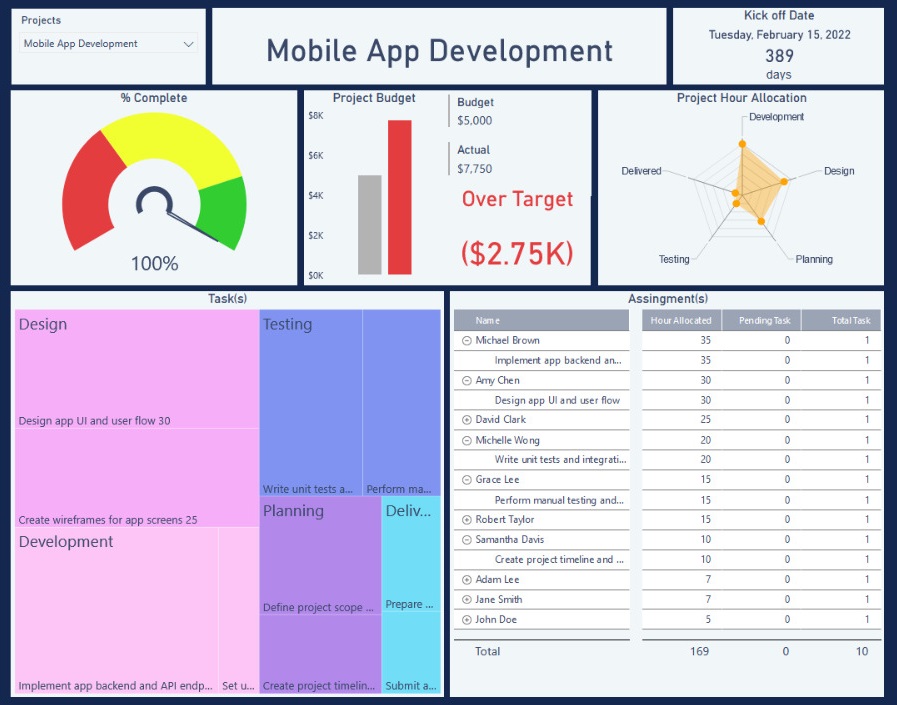 Projects
Mobile App Development
Mobile App Development
Kick off Date
Tuesday, February 15, 2022
389
days
% Complete
100%
Project Budget
$8K
$6K
$4K
$2K
$0K
Budget
$5,000
Actual
$7,750
Over Target
($2.75K)
Project Hour Allocation
Development
Delivered
Design
Testing
Planning
Task(s)
Design
Design app UI and user flow 30
Create wireframes for app screens 25
Development
Implement app backend and API endp...
Set u...
Testing
Write unit tests a...
Perform ma...
Planning
Define project scope ...
Create project timelin...
Deliv...
Prepare ...
Submit a...
Assingment(s)
Name Hour Allocated Pending Task Total Task
Michael Brown 35 0 1
Implement app backend an... 35 0 1
Amy Chen 30 0 1
Design app UI and user flow 30 0 1
David Clark 25 0 1
Michelle Wong 20 0 1
Write unit tests and integrati... 20 0 1
Grace Lee 15 0 1
Perform manual testing and... 15 0 1
Robert Taylor 15 0 1
Samantha Davis 10 0 1
Create project timeline and ... 10 0 1
Adam Lee 7 0 1
Jane Smith 7 0 1
John Doe 5 0 1
Total 169 0 10